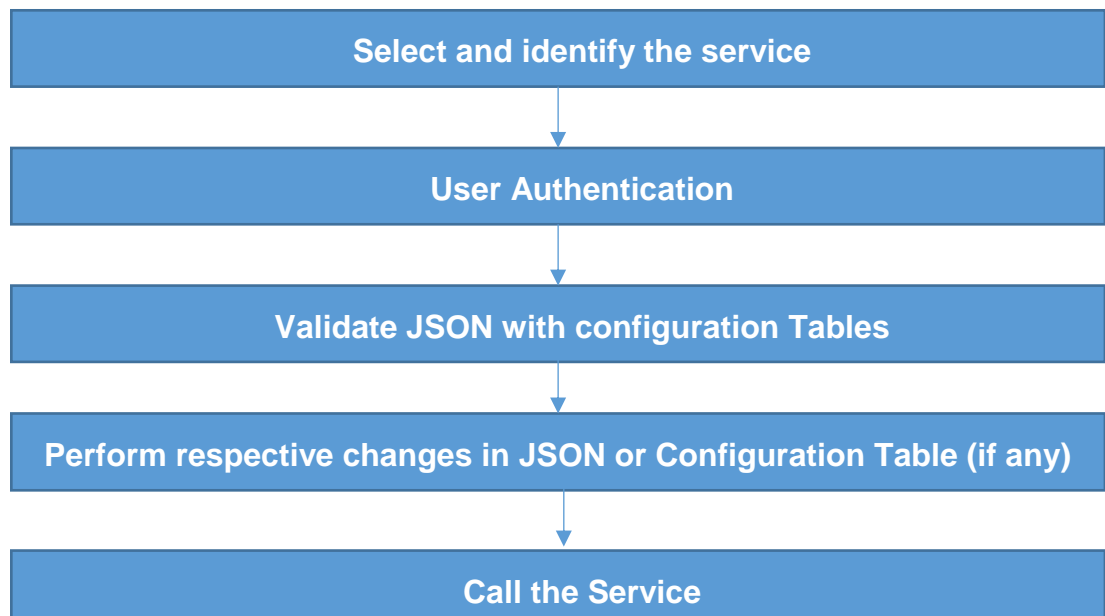 Select and identify the service
User Authentication
Validate JSON with configuration Tables
Perform respective changes in JSON or Configuration Table (if any)
Call the Service